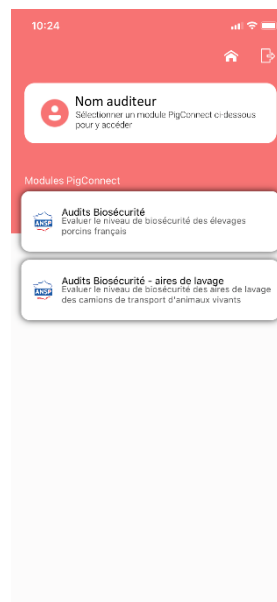 10:24
Nom auditeur
Sélectionner un module PigConnect ci-dessous
pour y accéder
Modules PigConnect
Audits Biosécurité
ANSP
Evaluer le niveau de biosécurité des élevages
porcins français
Audits Biosécurité - aires de lavage
ANSP
Evaluer le niveau de biosécurité des aires de lavage
des camions de transport d'animaux vivants